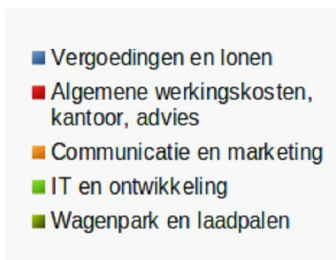 Vergoedingen en lonen
Algemene werkingskosten,
kantoor, advies
Communicatie en marketing
IT en ontwikkeling
Wagenpark en laadpalen